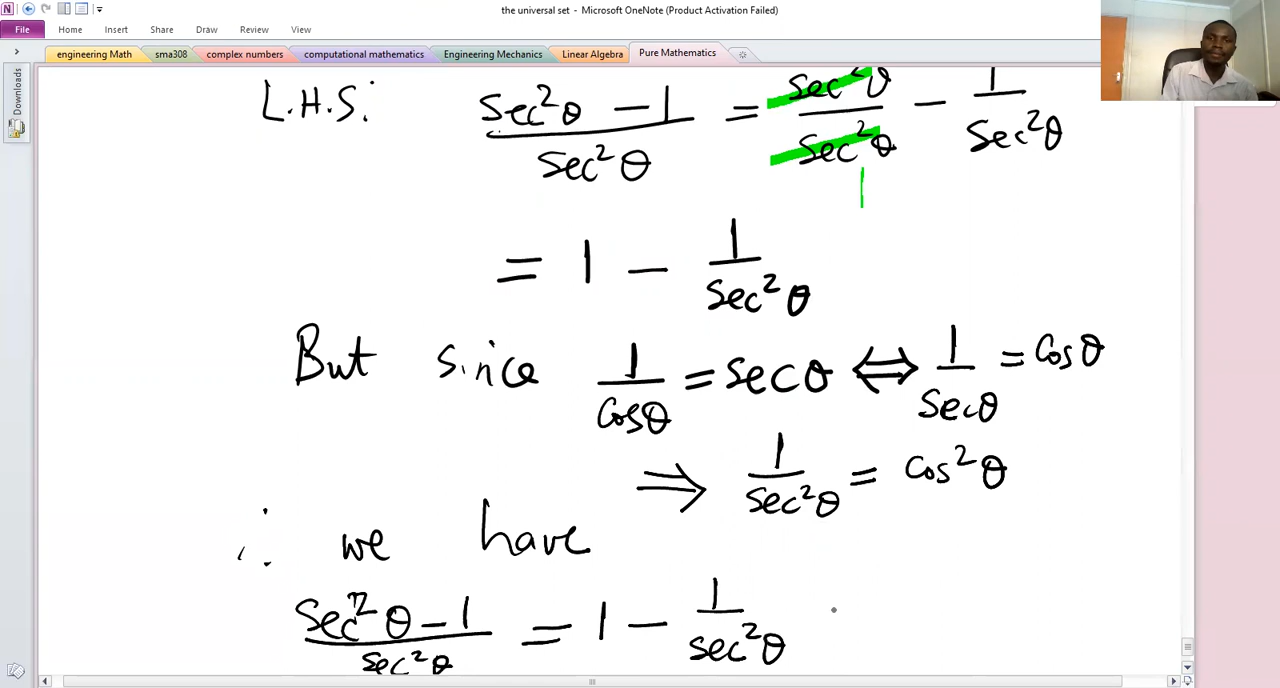 the universal set - Microsoft OneNote (Product Activation Failed)
File Home Insert Share Draw Review View
engineering Math sma308 complex numbers computational mathematics Engineering Mechanics Linear Algebra Pure Mathematics
Downloads
L.H.S: (sec²θ − 1)/sec²θ = sec²θ/sec²θ − 1/sec²θ
1
= 1 − 1/sec²θ
But since 1/cosθ = secθ ⇔ 1/secθ = cosθ
⇒ 1/sec²θ = cos²θ
∴ we have
(sec²θ − 1)/sec²θ = 1 − 1/sec²θ